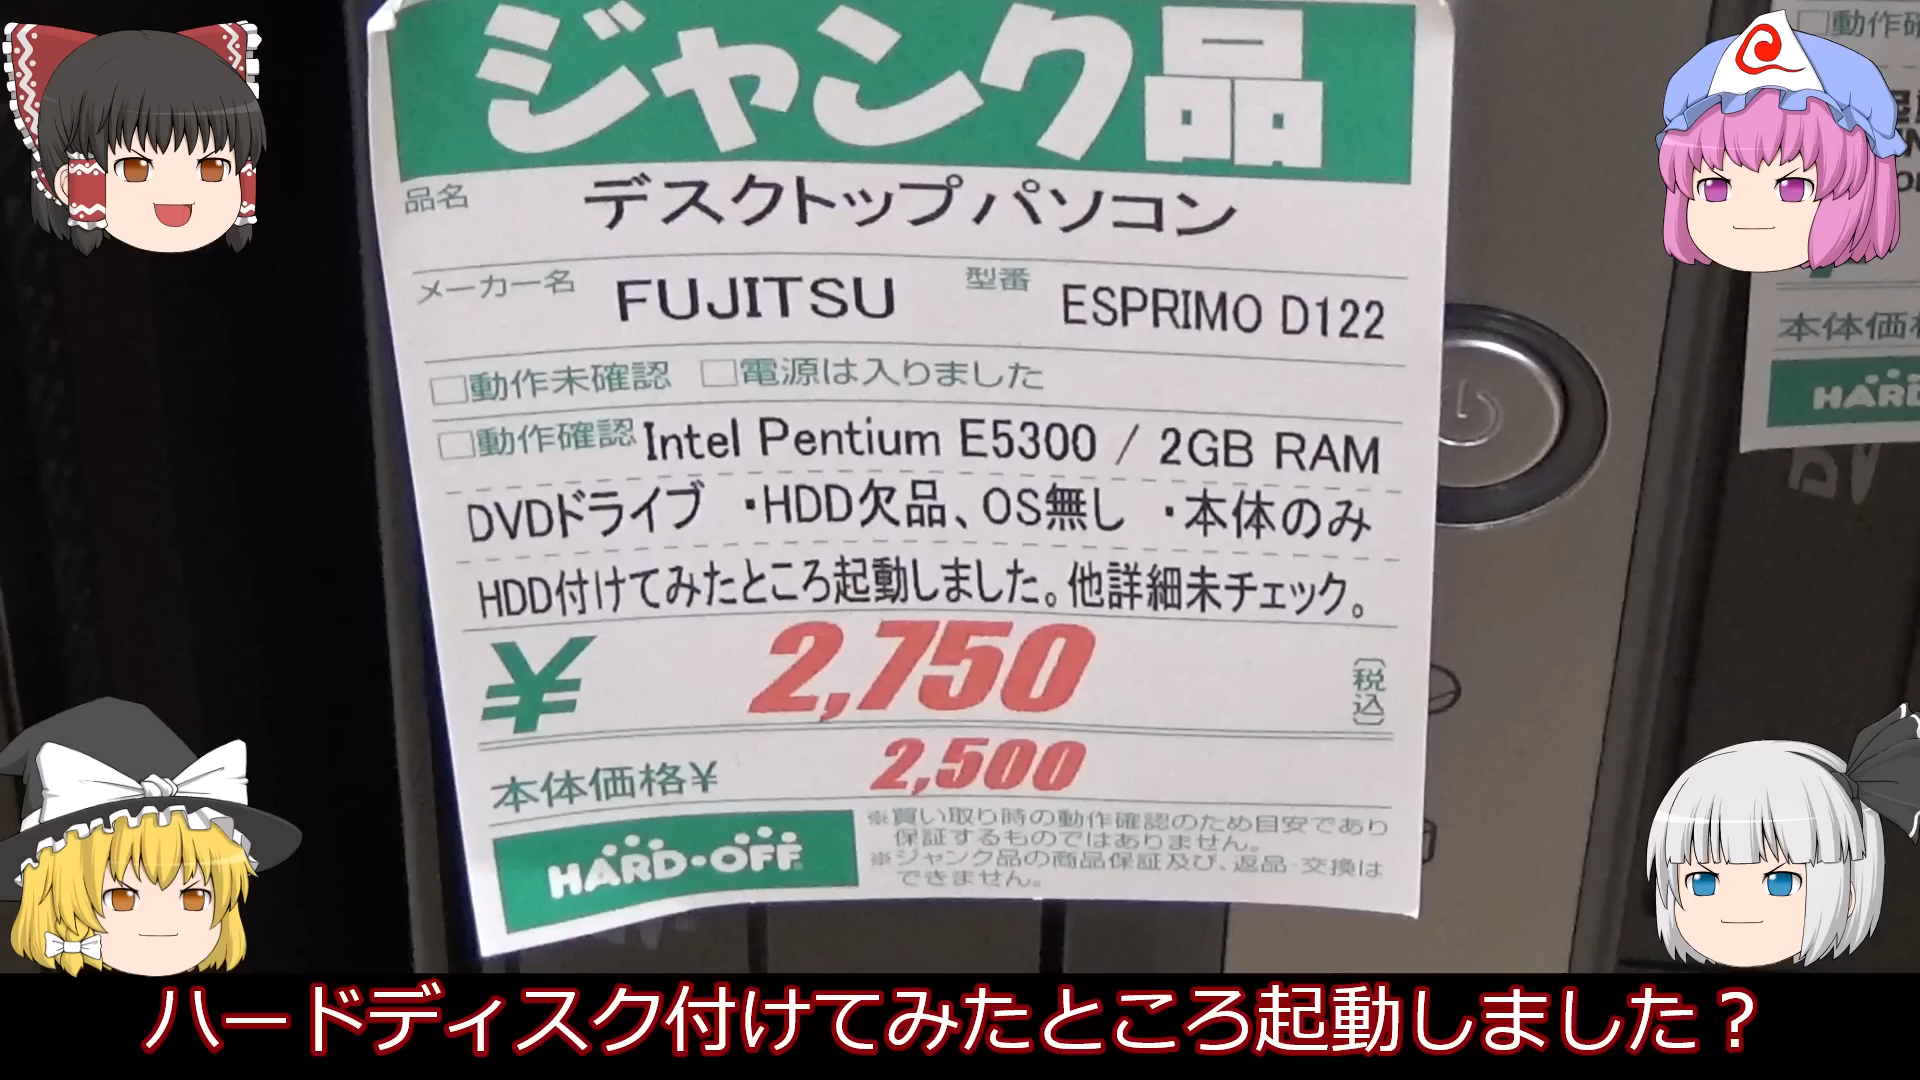 ジャンク品
品名 デスクトップパソコン
メーカー名 FUJITSU 型番 ESPRIMO D122
□動作未確認 □電源は入りました
□動作確認 Intel Pentium E5300 / 2GB RAM
DVDドライブ ・HDD欠品、OS無し ・本体のみ
HDD付けてみたところ起動しました。他詳細未チェック。
¥ 2,750 (税込)
本体価格¥ 2,500
HARD・OFF
※買い取り時の動作確認のため目安であり
保証するものではありません。
※ジャンク品の商品保証及び、返品・交換は
できません。
本体価格
HARD
ハードディスク付けてみたところ起動しました？